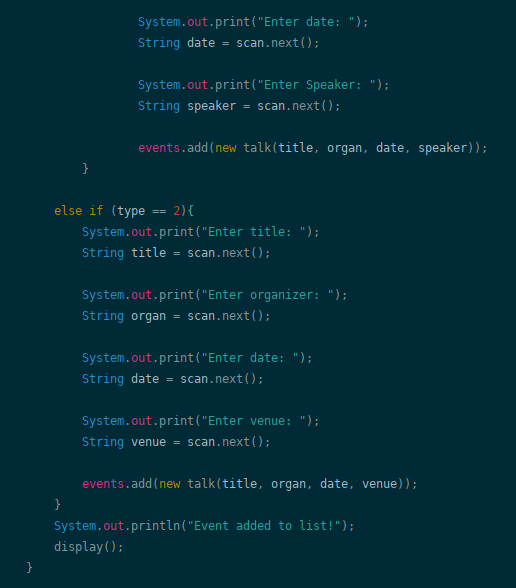 System.out.print("Enter date: ");
String date = scan.next();
System.out.print("Enter Speaker: ");
String speaker = scan.next();
events.add(new talk(title, organ, date, speaker));
}
else if (type == 2){
System.out.print("Enter title: ");
String title = scan.next();
System.out.print("Enter organizer: ");
String organ = scan.next();
System.out.print("Enter date: ");
String date = scan.next();
System.out.print("Enter venue: ");
String venue = scan.next();
events.add(new talk(title, organ, date, venue));
}
System.out.println("Event added to list!");
display();
}